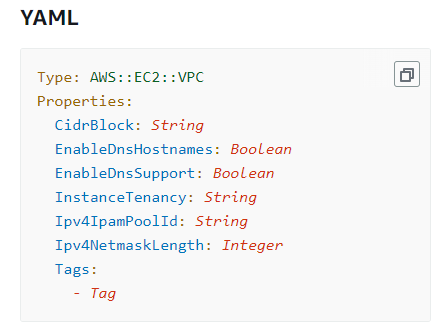 YAML
Type: AWS::EC2::VPC
Properties:
  CidrBlock: String
  EnableDnsHostnames: Boolean
  EnableDnsSupport: Boolean
  InstanceTenancy: String
  Ipv4IpamPoolId: String
  Ipv4NetmaskLength: Integer
  Tags:
    - Tag